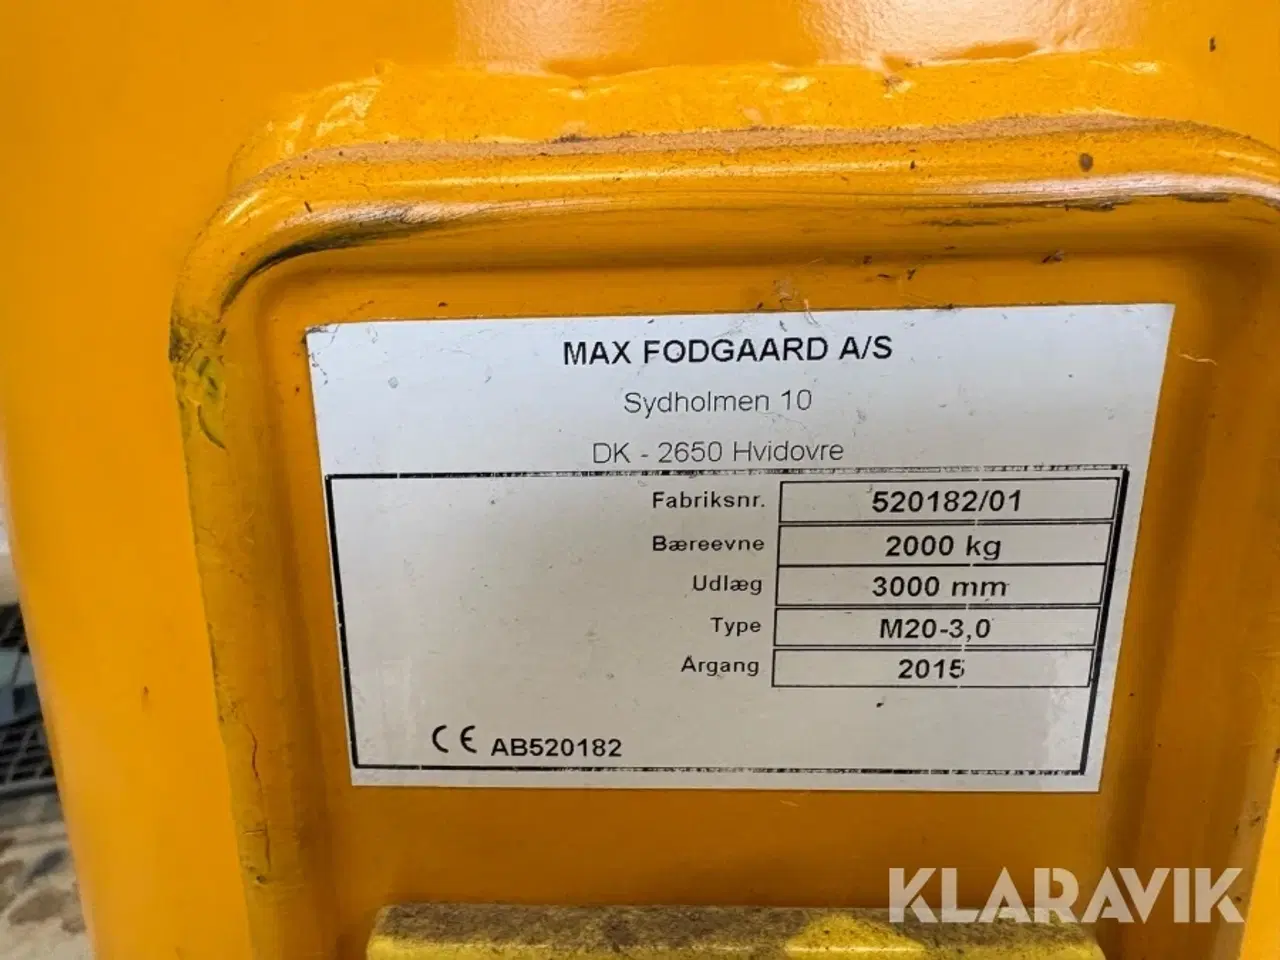 MAX FODGAARD A/S
Sydholmen 10
DK - 2650 Hvidovre
Fabriksnr. 520182/01
Bæreevne 2000 kg
Udlæg 3000 mm
Type M20-3,0
Årgang 2015
CE AB520182
KLARAVIK